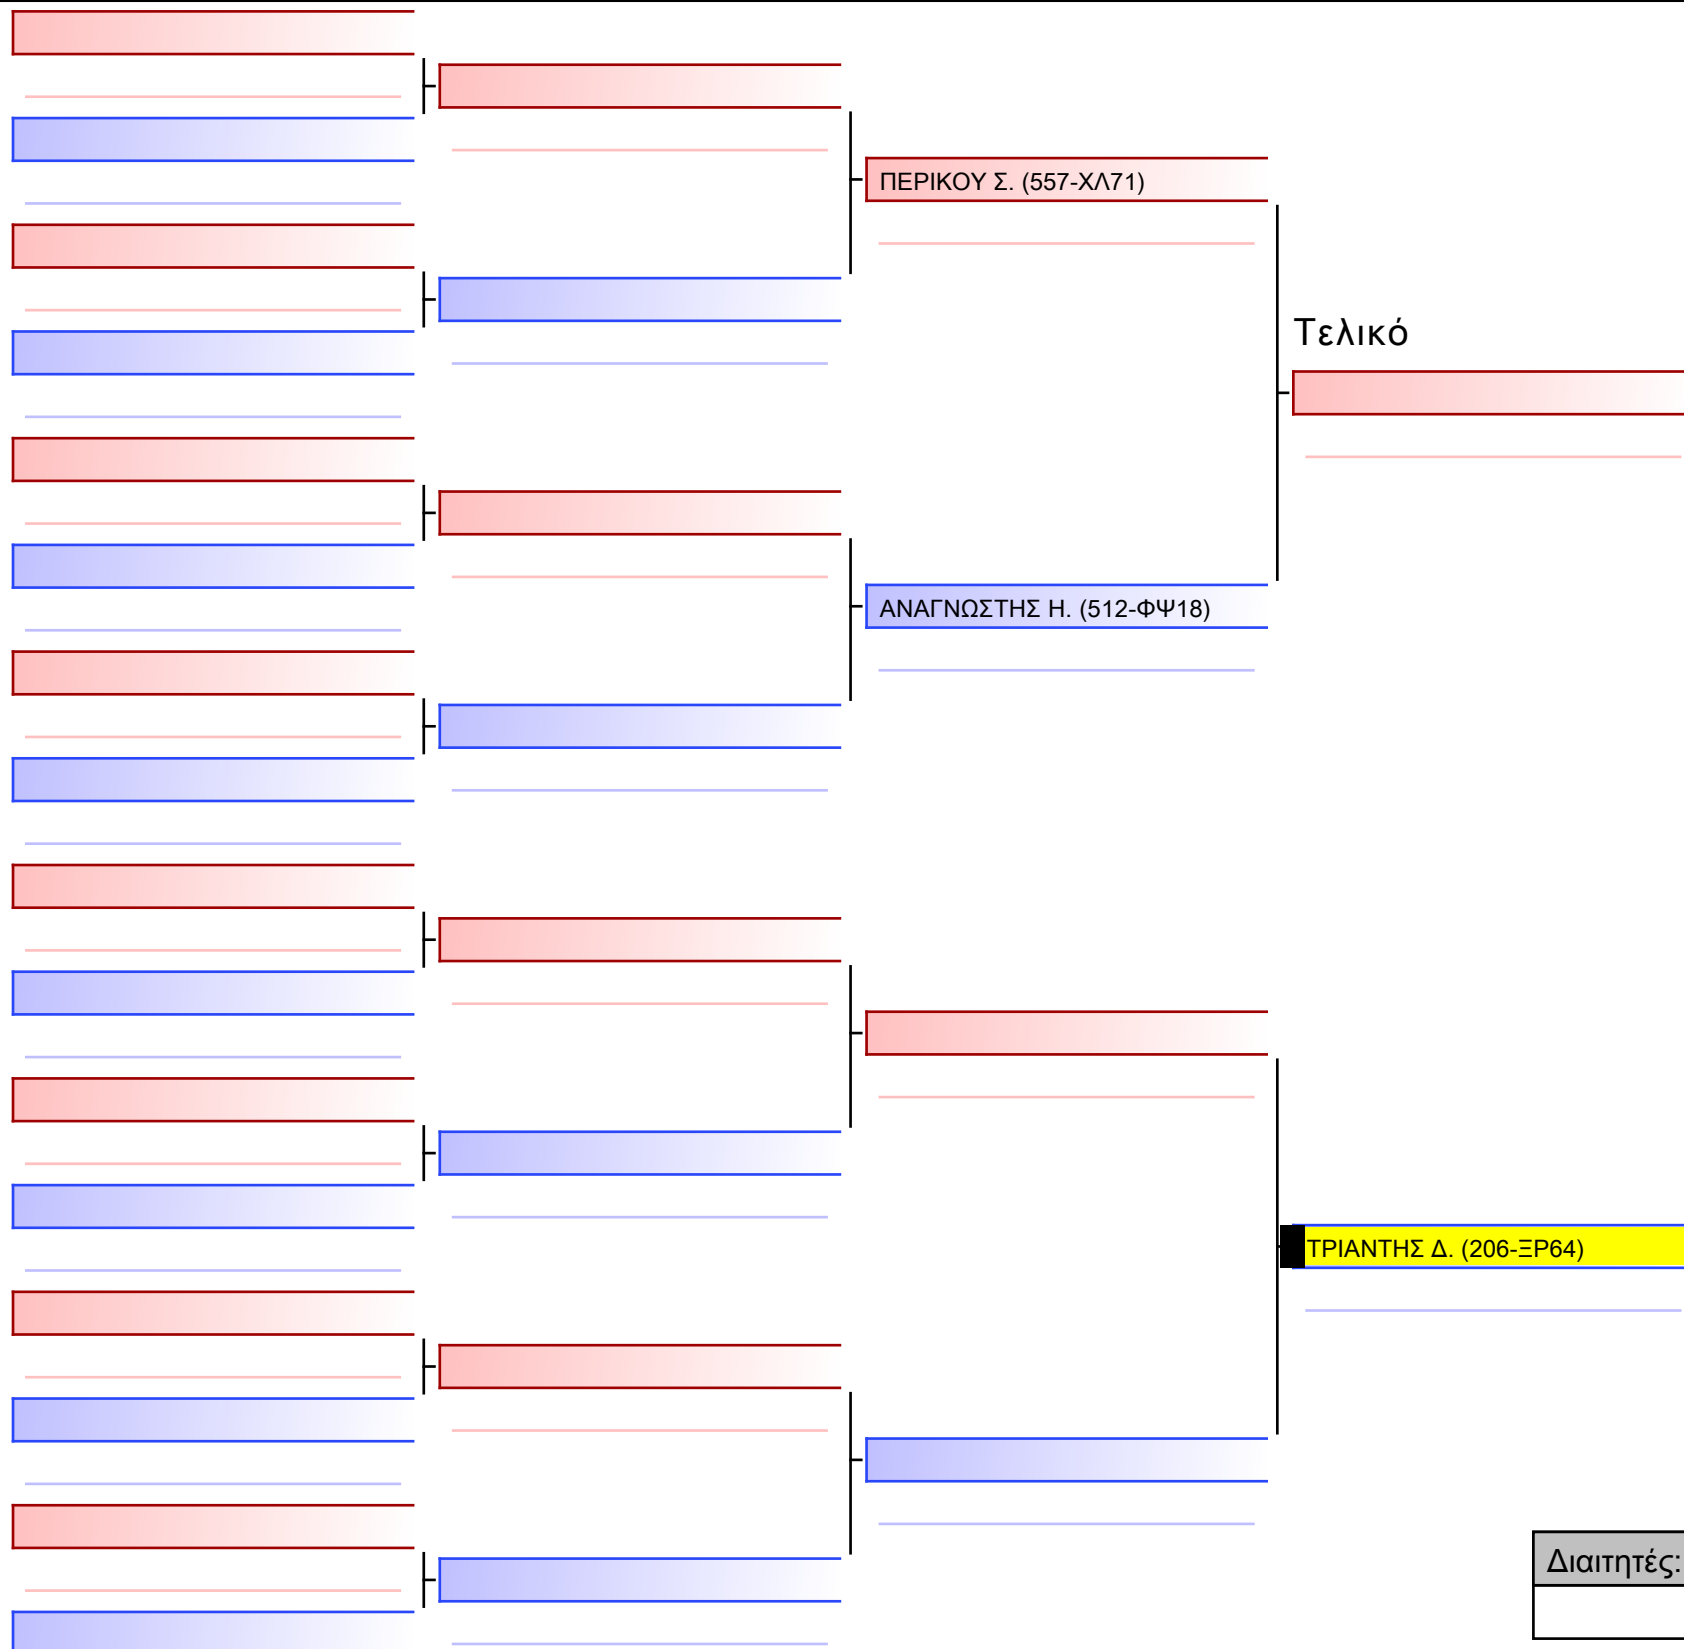 ΠΕΡΙΚΟΥ Σ. (557-ΧΛ71)
Τελικό
ΑΝΑΓΝΩΣΤΗΣ Η. (512-ΦΨ18)
ΤΡΙΑΝΤΗΣ Δ. (206-ΞΡ64)
Διαιτητές: